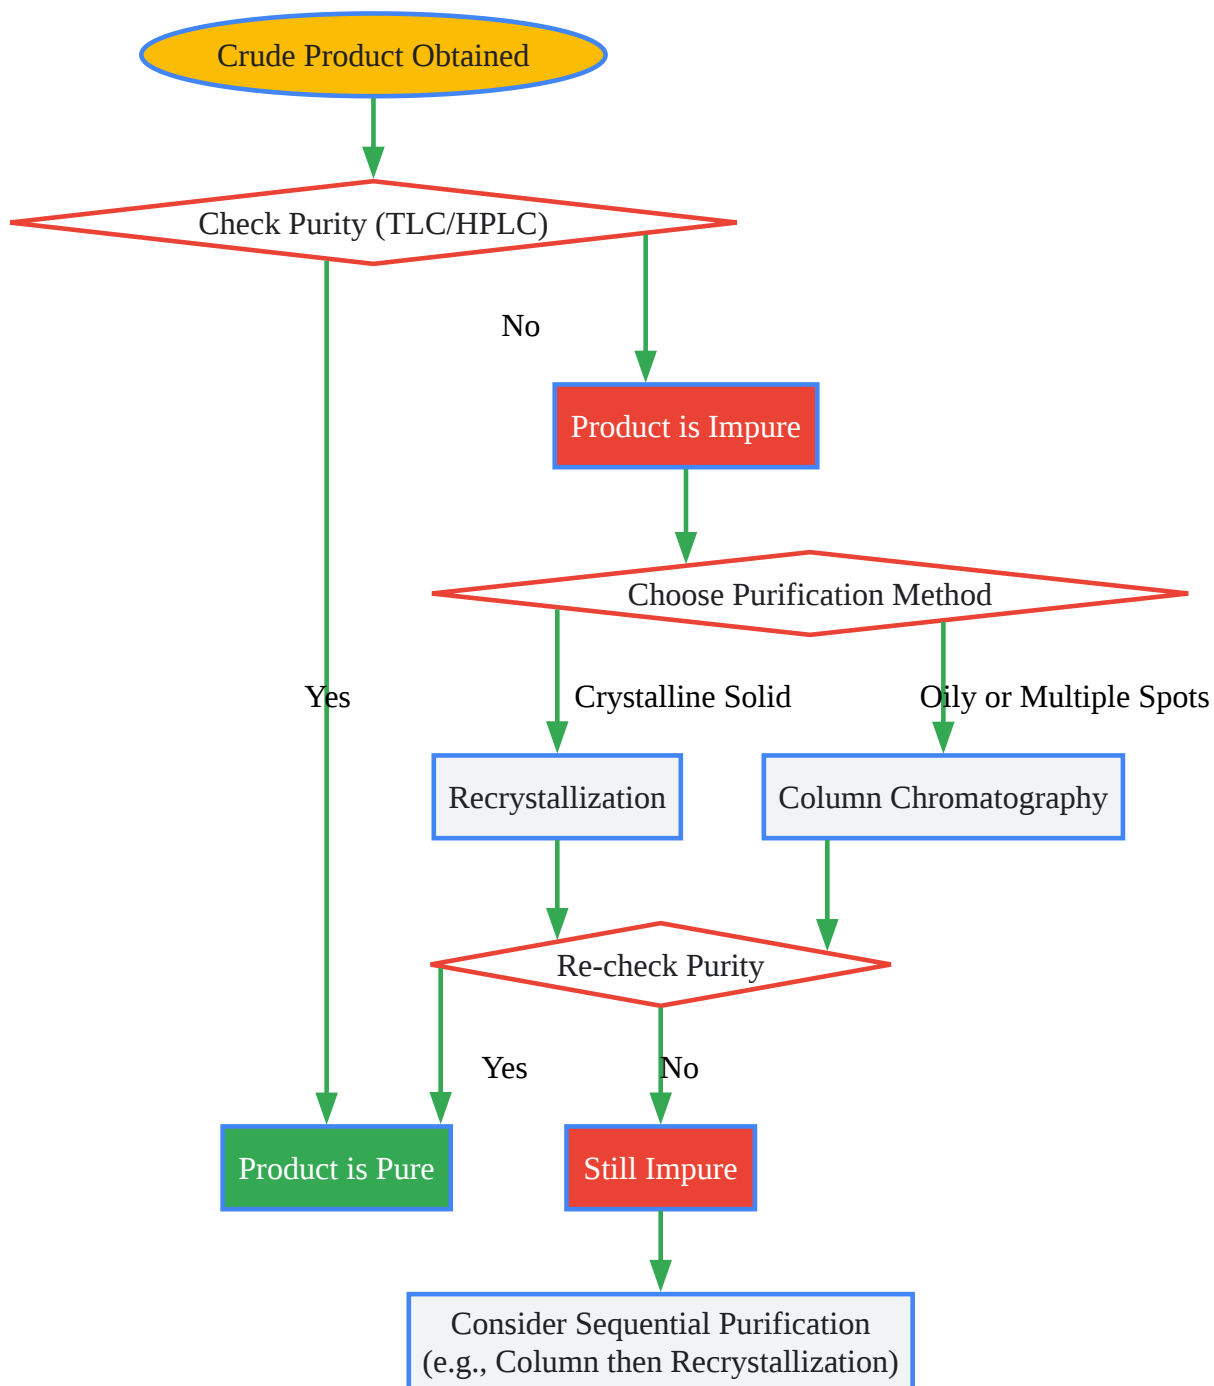 Crude Product Obtained
Check Purity (TLC/HPLC)
No
Product is Impure
Choose Purification Method
Yes
Crystalline Solid
Oily or Multiple Spots
Recrystallization
Column Chromatography
Re-check Purity
Yes
No
Product is Pure
Still Impure
Consider Sequential Purification
(e.g., Column then Recrystallization)